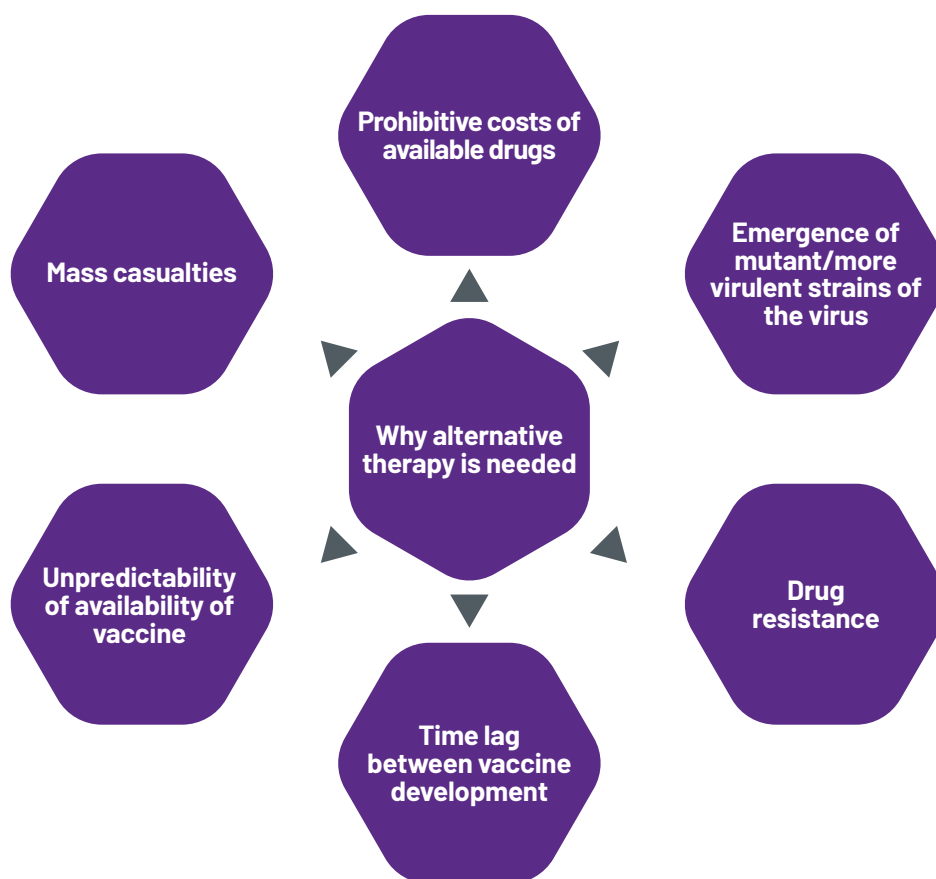 Prohibitive costs of
available drugs
Mass casualties
Emergence of
mutant/more
virulent strains of
the virus
Why alternative
therapy is needed
Unpredictability
of availability of
vaccine
Drug
resistance
Time lag
between vaccine
development